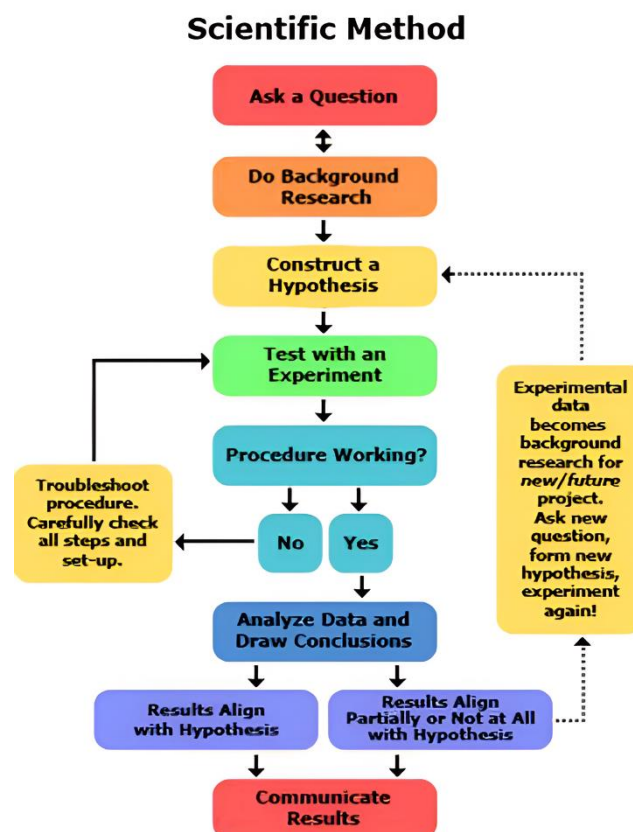 Scientific Method
Ask a Question
Do Background
Research
Construct a
Hypothesis
Test with an
Experiment
Procedure Working?
Troubleshoot
procedure.
Carefully check
all steps and
set-up.
No
Yes
Experimental
data
becomes
background
research for
new/future
project.
Ask new
question,
form new
hypothesis,
experiment
again!
Analyze Data and
Draw Conclusions
Results Align
with Hypothesis
Results Align
Partially or Not at All
with Hypothesis
Communicate
Results